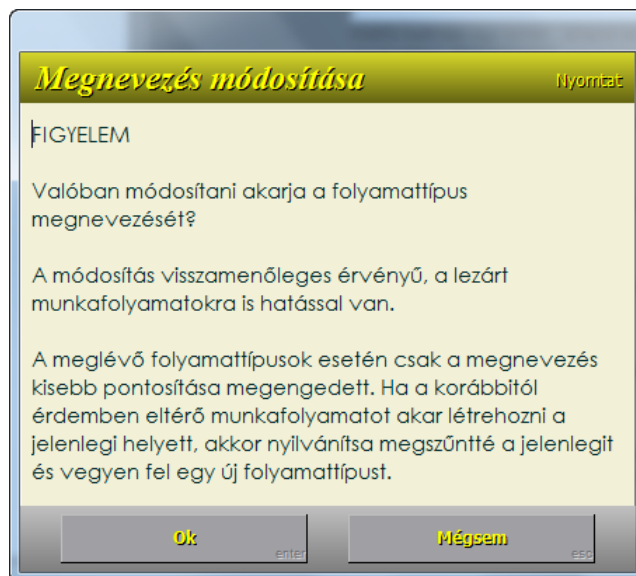 Megnevezés módosítása
Nyomtat
FIGYELEM
Valóban módosítani akarja a folyamattípus
megnevezését?
A módosítás visszamenőleges érvényű, a lezárt
munkafolyamatokra is hatással van.
A meglévő folyamattípusok esetén csak a megnevezés
kisebb pontosítása megengedett. Ha a korábbitól
érdemben eltérő munkafolyamatot akar létrehozni a
jelenlegi helyett, akkor nyilvánítsa megszűntté a jelenlegit
és vegyen fel egy új folyamattípust.
Ok
enter
Mégsem
esc